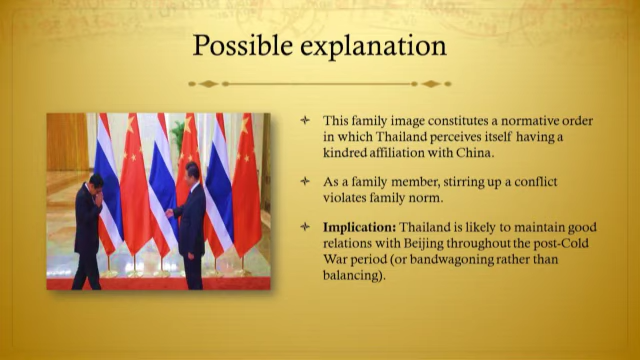 Possible explanation
This family image constitutes a normative order
in which Thailand perceives itself having a
kindred affiliation with China.
As a family member, stirring up a conflict
violates family norm.
Implication: Thailand is likely to maintain good
relations with Beijing throughout the post-Cold
War period (or bandwagoning rather than
balancing).